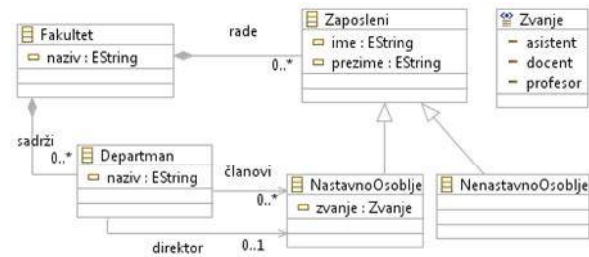 Fakultet
naziv : EString
rade
0..*
Zaposleni
ime : EString
prezime : EString
Zvanje
asistent
docent
profesor
sadrži
0..*
Departman
naziv : EString
članovi
0..*
direktor
0..1
NastavnoOsoblje
zvanje : Zvanje
NenastavnoOsoblje